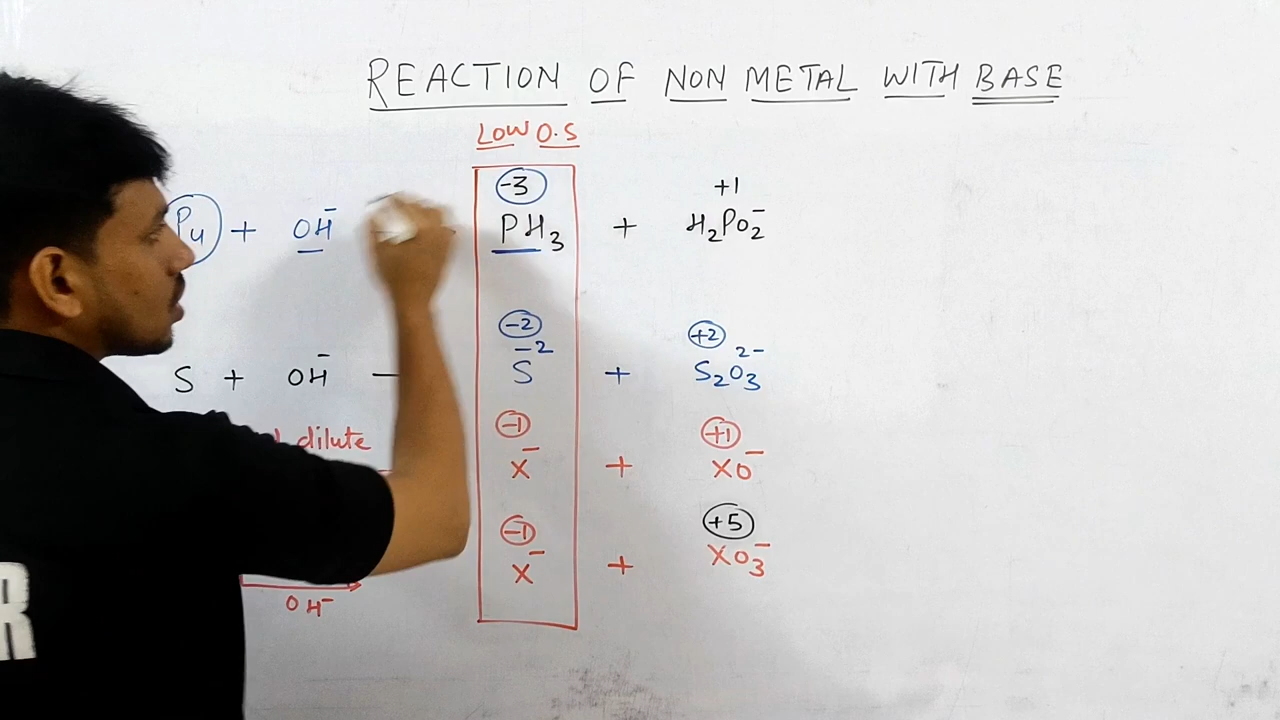 REACTION OF NON METAL WITH BASE
LOW O.S
-3 +1
P4 + OH⁻ PH3 + H2PO2⁻
-2 +2
S + OH⁻ — S⁻² + S2O3²⁻
dilute -1 +1
X⁻ + XO⁻
-1 +5
X⁻ + XO3⁻
OH⁻
R